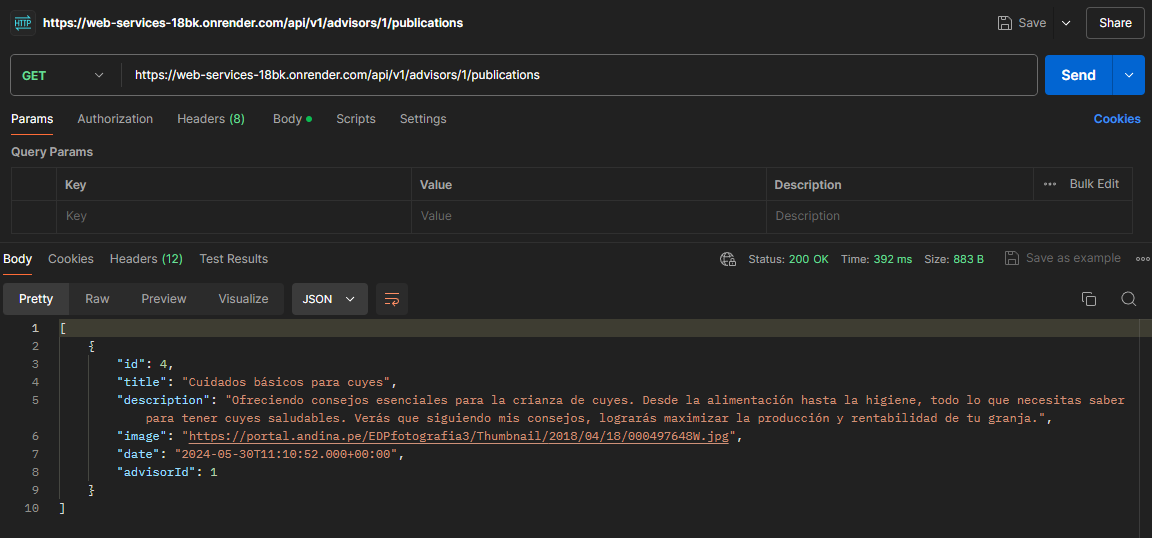 HTTP https://web-services-18bk.onrender.com/api/v1/advisors/1/publications Save Share
GET https://web-services-18bk.onrender.com/api/v1/advisors/1/publications Send
Params Authorization Headers (8) Body Scripts Settings Cookies
Query Params
Key Value Description ••• Bulk Edit
Key Value Description
Body Cookies Headers (12) Test Results Status: 200 OK Time: 392 ms Size: 883 B Save as example
Pretty Raw Preview Visualize JSON
1 [
2 {
3 "id": 4,
4 "title": "Cuidados básicos para cuyes",
5 "description": "Ofreciendo consejos esenciales para la crianza de cuyes. Desde la alimentación hasta la higiene, todo lo que necesitas saber
para tener cuyes saludables. Verás que siguiendo mis consejos, lograrás maximizar la producción y rentabilidad de tu granja.",
6 "image": "https://portal.andina.pe/EDPfotografia3/Thumbnail/2018/04/18/000497648W.jpg",
7 "date": "2024-05-30T11:10:52.000+00:00",
8 "advisorId": 1
9 }
10 ]